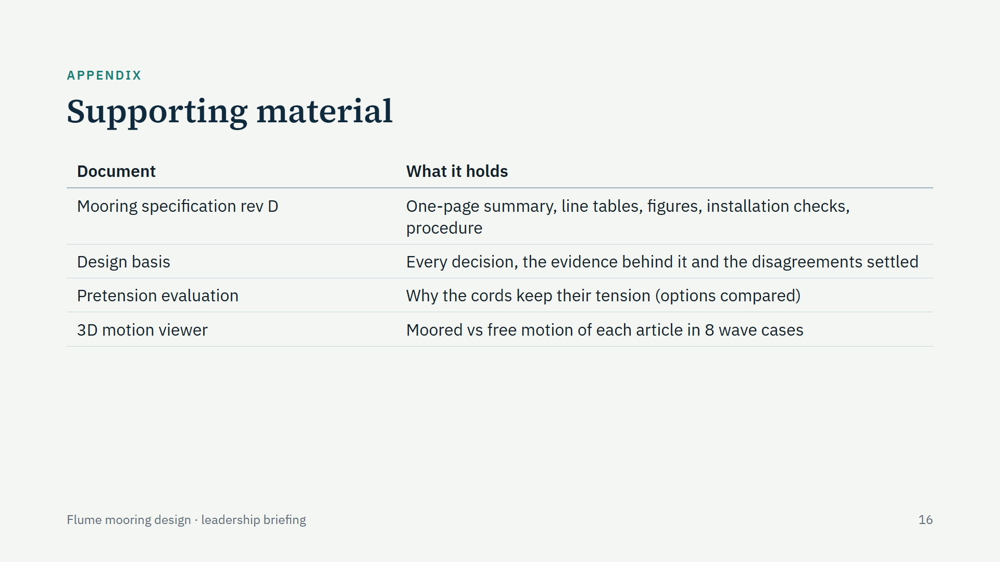 APPENDIX
Supporting material
Document What it holds
Mooring specification rev D One-page summary, line tables, figures, installation checks,
procedure
Design basis Every decision, the evidence behind it and the disagreements settled
Pretension evaluation Why the cords keep their tension (options compared)
3D motion viewer Moored vs free motion of each article in 8 wave cases
Flume mooring design · leadership briefing 16